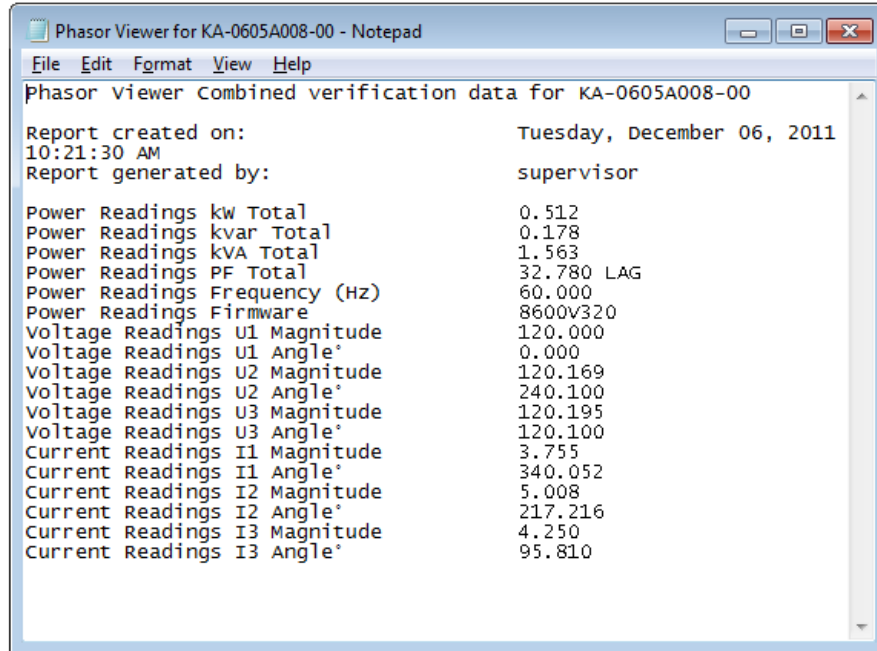 Phasor Viewer for KA-0605A008-00 - Notepad
File Edit Format View Help
Phasor Viewer Combined verification data for KA-0605A008-00
Report created on: Tuesday, December 06, 2011
10:21:30 AM
Report generated by: supervisor
Power Readings kW Total 0.512
Power Readings kvar Total 0.178
Power Readings kVA Total 1.563
Power Readings PF Total 32.780 LAG
Power Readings Frequency (Hz) 60.000
Power Readings Firmware 8600V320
Voltage Readings U1 Magnitude 120.000
Voltage Readings U1 Angle° 0.000
Voltage Readings U2 Magnitude 120.169
Voltage Readings U2 Angle° 240.100
Voltage Readings U3 Magnitude 120.195
Voltage Readings U3 Angle° 120.100
Current Readings I1 Magnitude 3.755
Current Readings I1 Angle° 340.052
Current Readings I2 Magnitude 5.008
Current Readings I2 Angle° 217.216
Current Readings I3 Magnitude 4.250
Current Readings I3 Angle° 95.810